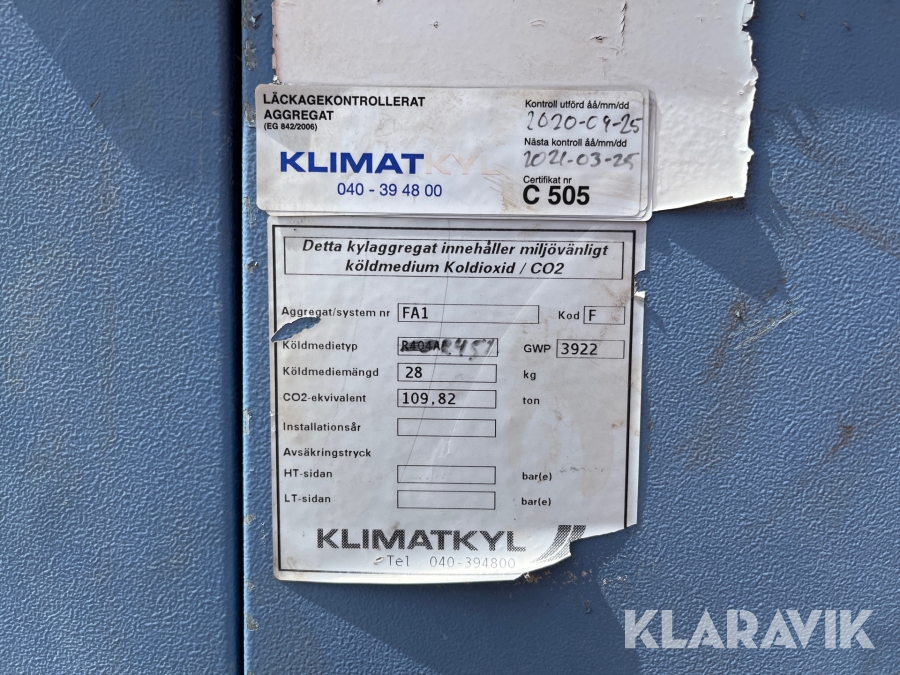 LÄCKAGEKONTROLLERAT
AGGREGAT
(EG 842/2006)
KLIMATKYL
040 - 39 48 00
Kontroll utförd åå/mm/dd
2020-04-25
Nästa kontroll åå/mm/dd
2021-03-25
Certifikat nr
C 505
Detta kylaggregat innehåller miljövänligt
köldmedium Koldioxid / CO2
Aggregat/system nr FA1 Kod F
Köldmedietyp R404A GWP 3922
Köldmediemängd 28 kg
CO2-ekvivalent 109,82 ton
Installationsår
Avsäkringstryck
HT-sidan bar(e)
LT-sidan bar(e)
KLIMATKYL
Tel 040-394800
KLARAVIK